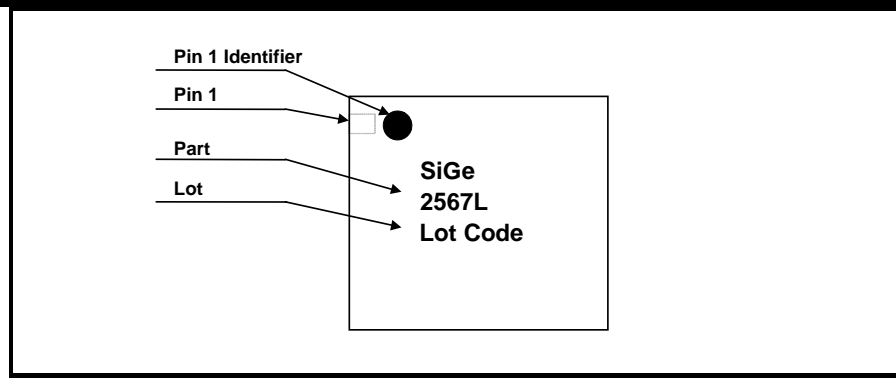 Pin 1 Identifier
Pin 1
Part
Lot
SiGe
2567L
Lot Code